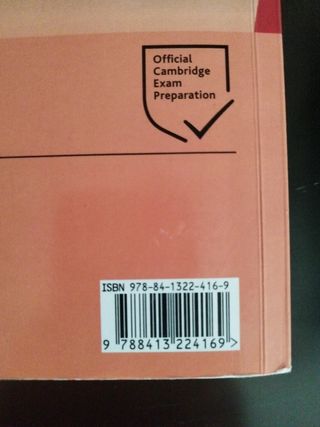 Official
Cambridge
Exam
Preparation
ISBN 978-84-1322-416-9
9 788413 224169 >